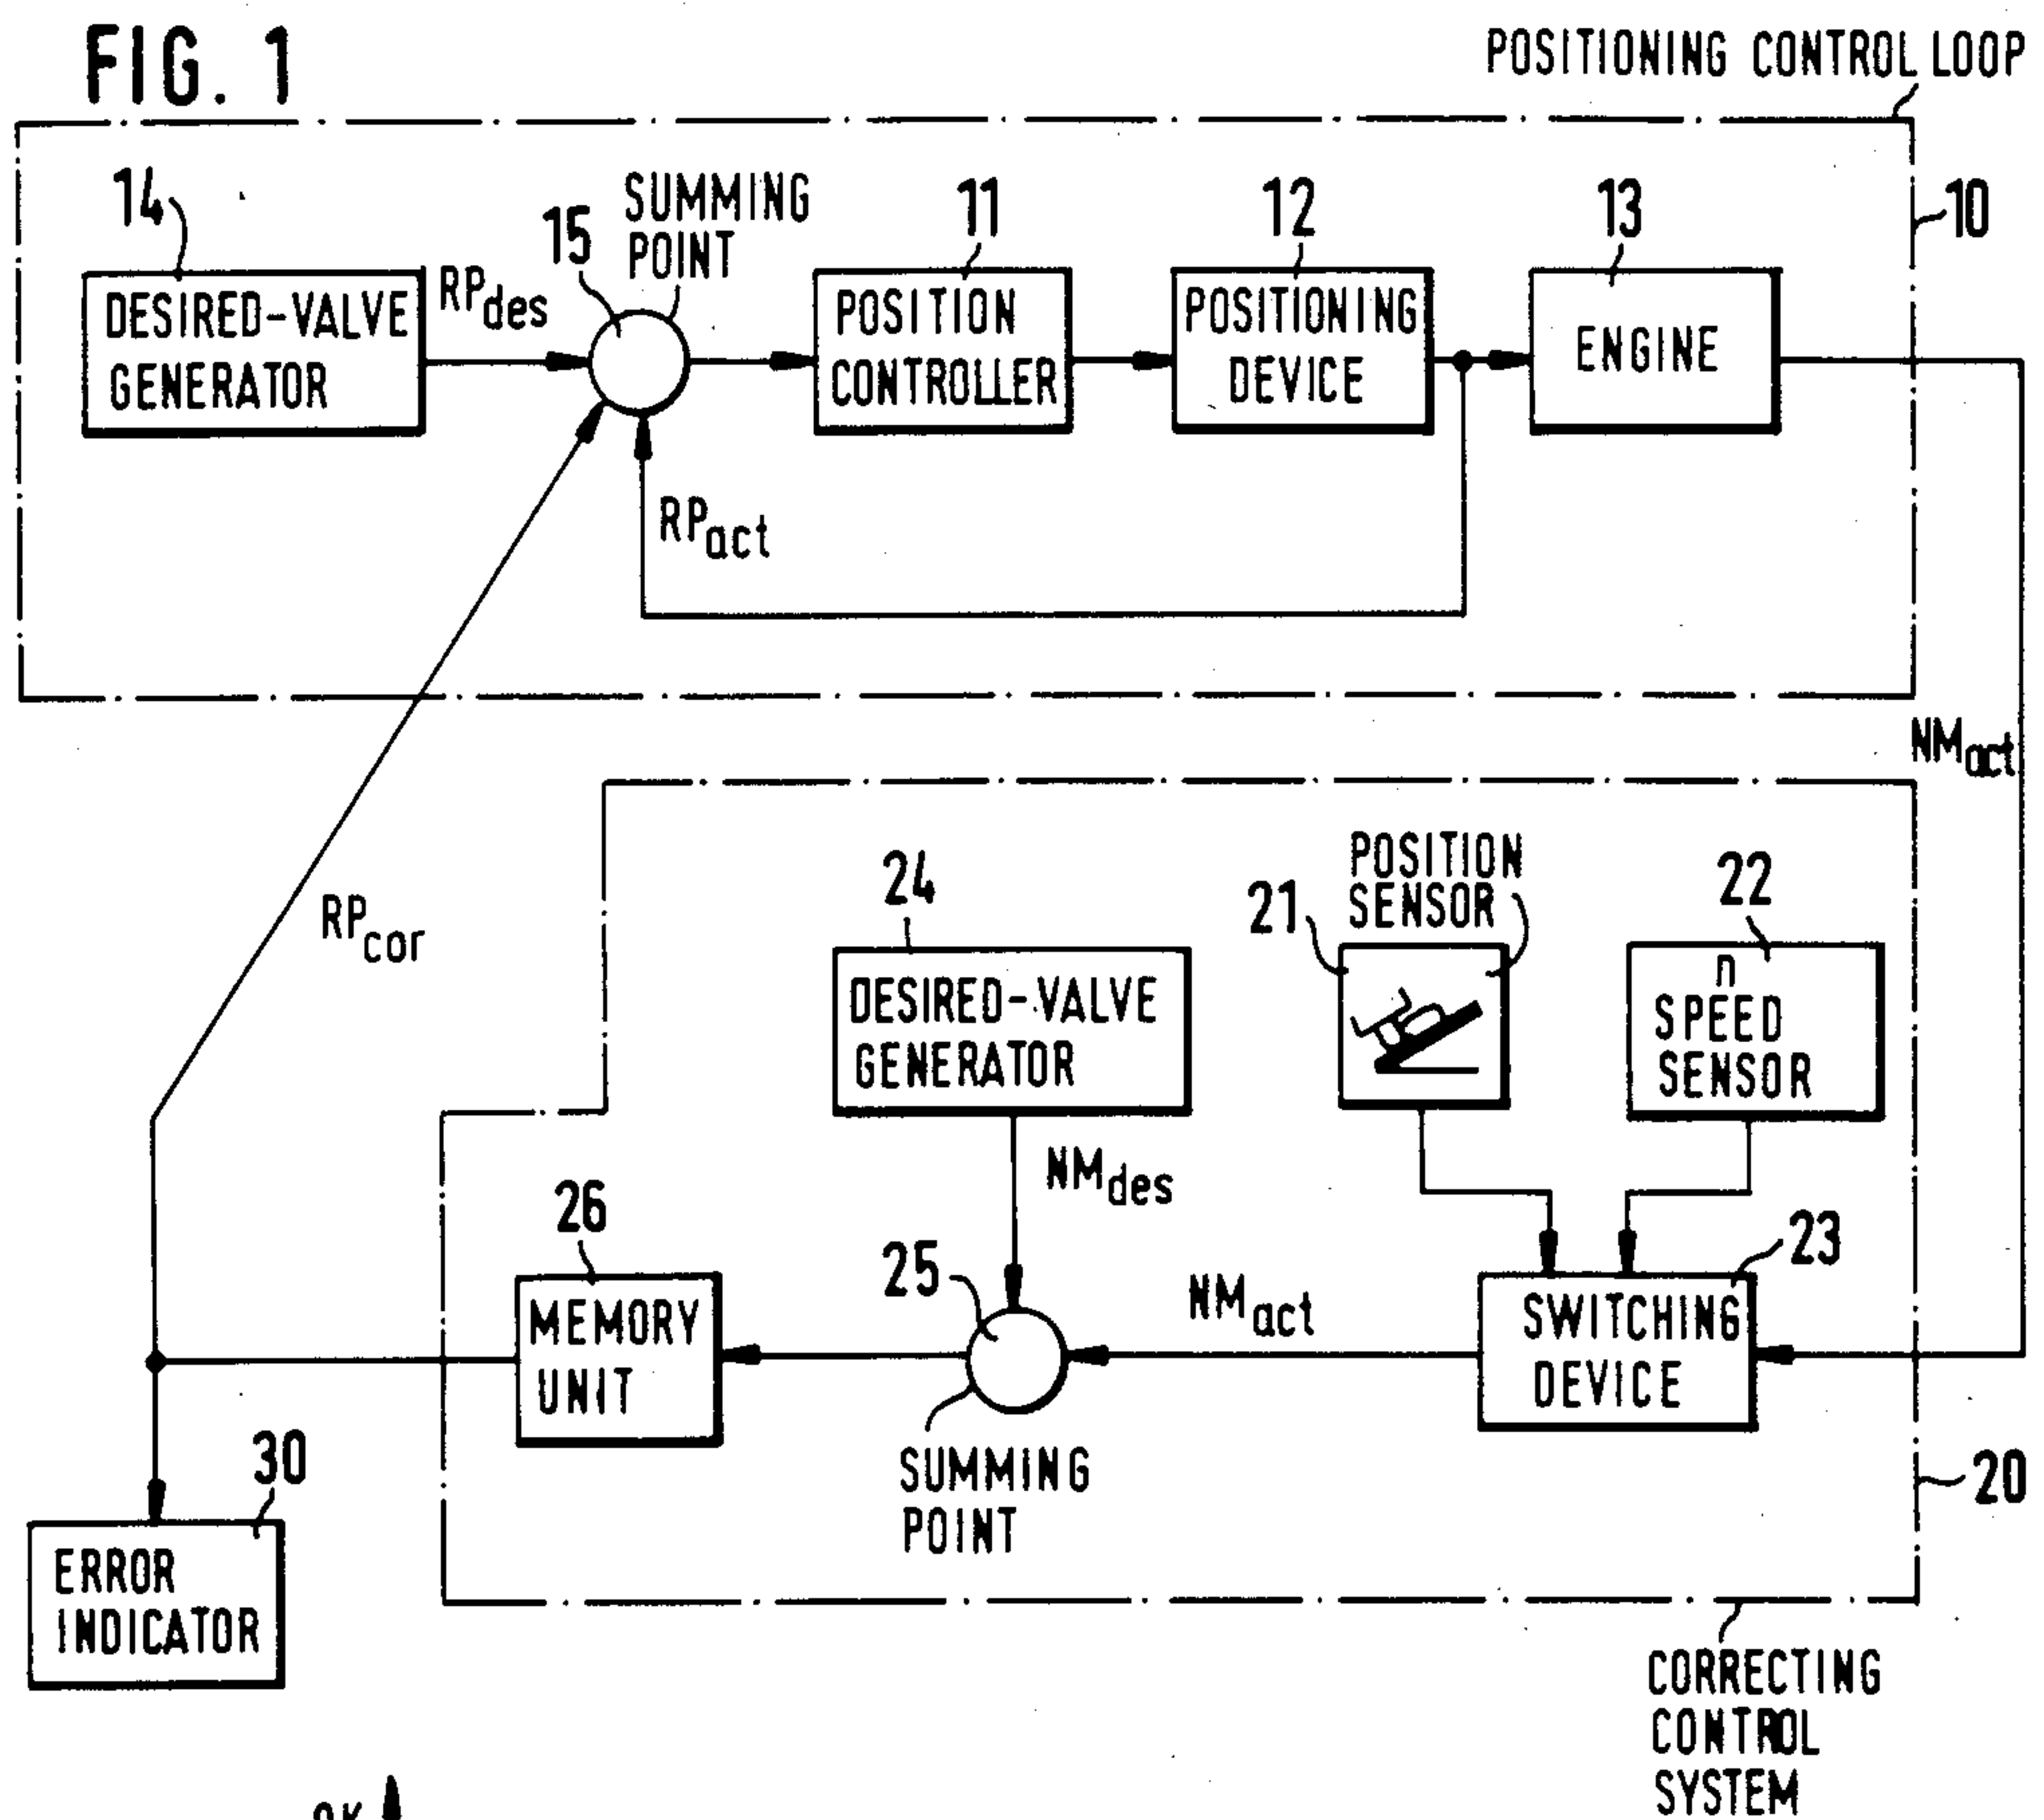 FIG. 1
POSITIONING CONTROL LOOP
14
15
SUMMING
POINT
11
12
13
10
DESIRED-VALVE
GENERATOR
RPdes
POSITION
CONTROLLER
POSITIONING
DEVICE
ENGINE
RPact
NMact
RPcor
24
21
POSITION
SENSOR
22
DESIRED-VALVE
GENERATOR
n
SPEED
SENSOR
NMdes
26
25
NMact
23
MEMORY
UNIT
SWITCHING
DEVICE
SUMMING
POINT
20
30
ERROR
INDICATOR
CORRECTING
CONTROL
SYSTEM